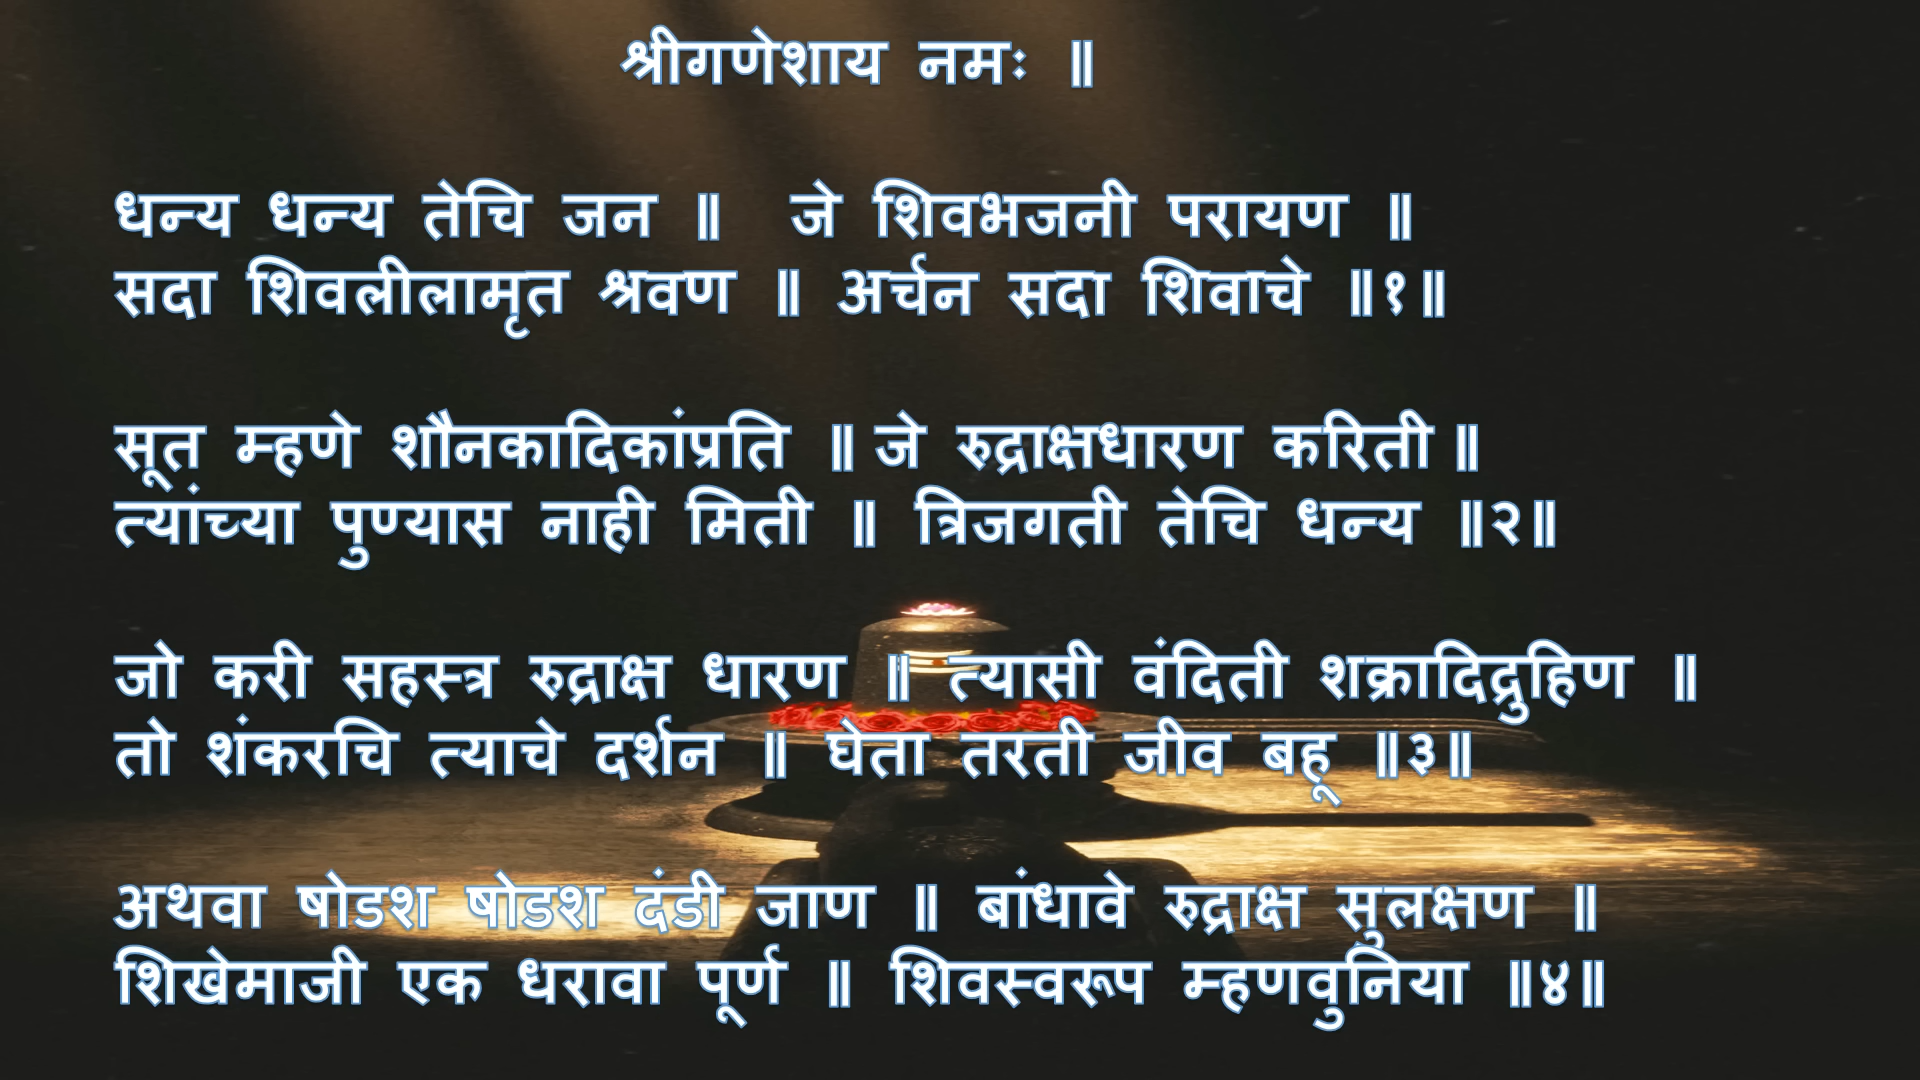 श्रीगणेशाय नमः ॥
धन्य धन्य तेचि जन ॥ जे शिवभजनी परायण ॥
सदा शिवलीलामृत श्रवण ॥ अर्चन सदा शिवाचे ॥१॥
सूत म्हणे शौनकादिकांप्रति ॥ जे रुद्राक्षधारण करिती ॥
त्यांच्या पुण्यास नाही मिती ॥ त्रिजगती तेचि धन्य ॥२॥
जो करी सहस्त्र रुद्राक्ष धारण ॥ त्यासी वंदिती शक्रादिद्रुहिण ॥
तो शंकरचि त्याचे दर्शन ॥ घेता तरती जीव बहू ॥३॥
अथवा षोडश षोडश दंडी जाण ॥ बांधावे रुद्राक्ष सुलक्षण ॥
शिखेमाजी एक धरावा पूर्ण ॥ शिवस्वरूप म्हणवुनिया ॥४॥